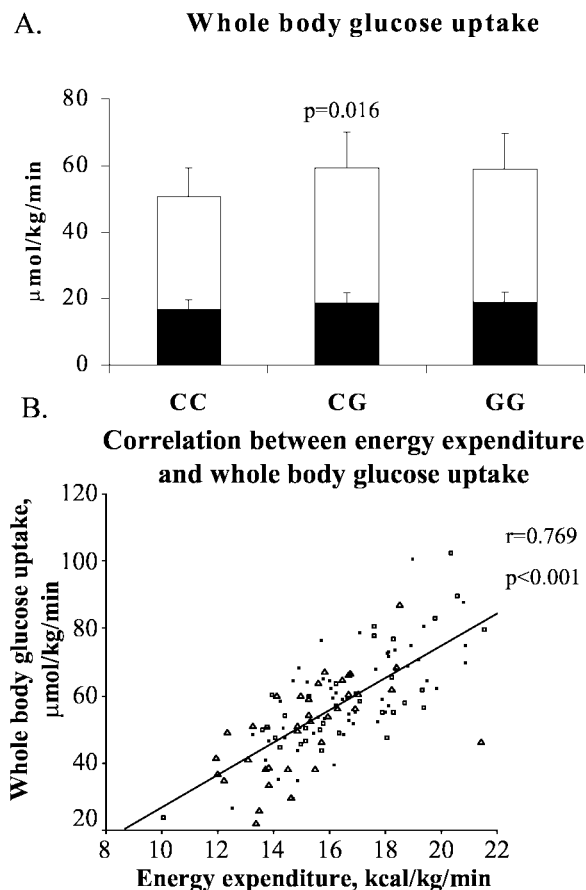 A.
Whole body glucose uptake
80
60
40
20
0
μmol/kg/min
p=0.016
CC CG GG
B.
Correlation between energy expenditure
and whole body glucose uptake
120
100
80
60
40
20
Whole body glucose uptake,
μmol/kg/min
r=0.769
p<0.001
8 10 12 14 16 18 20 22
Energy expenditure, kcal/kg/min